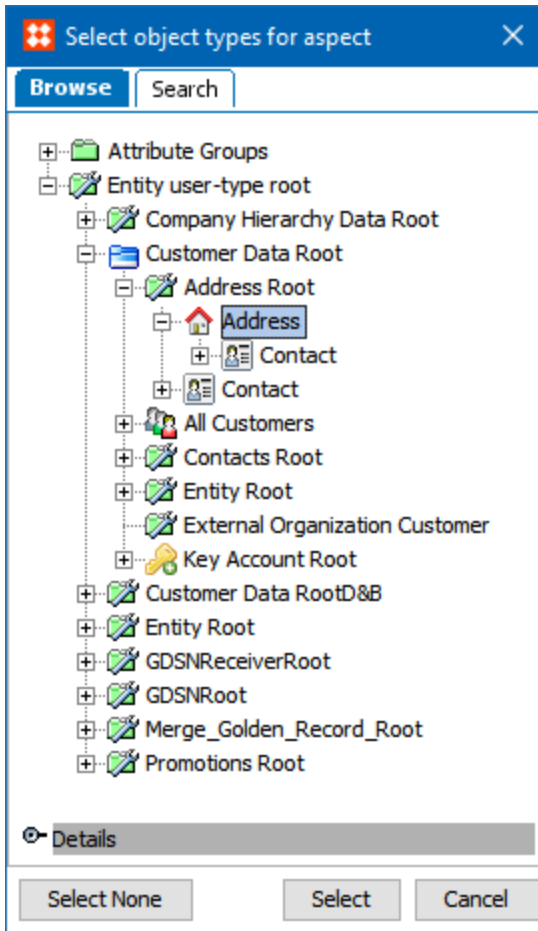 Select object types for aspect
Browse Search
Attribute Groups
Entity user-type root
Company Hierarchy Data Root
Customer Data Root
Address Root
Address
Contact
Contact
All Customers
Contacts Root
Entity Root
External Organization Customer
Key Account Root
Customer Data RootD&B
Entity Root
GDSNReceiverRoot
GDSNRoot
Merge_Golden_Record_Root
Promotions Root
Details
Select None Select Cancel